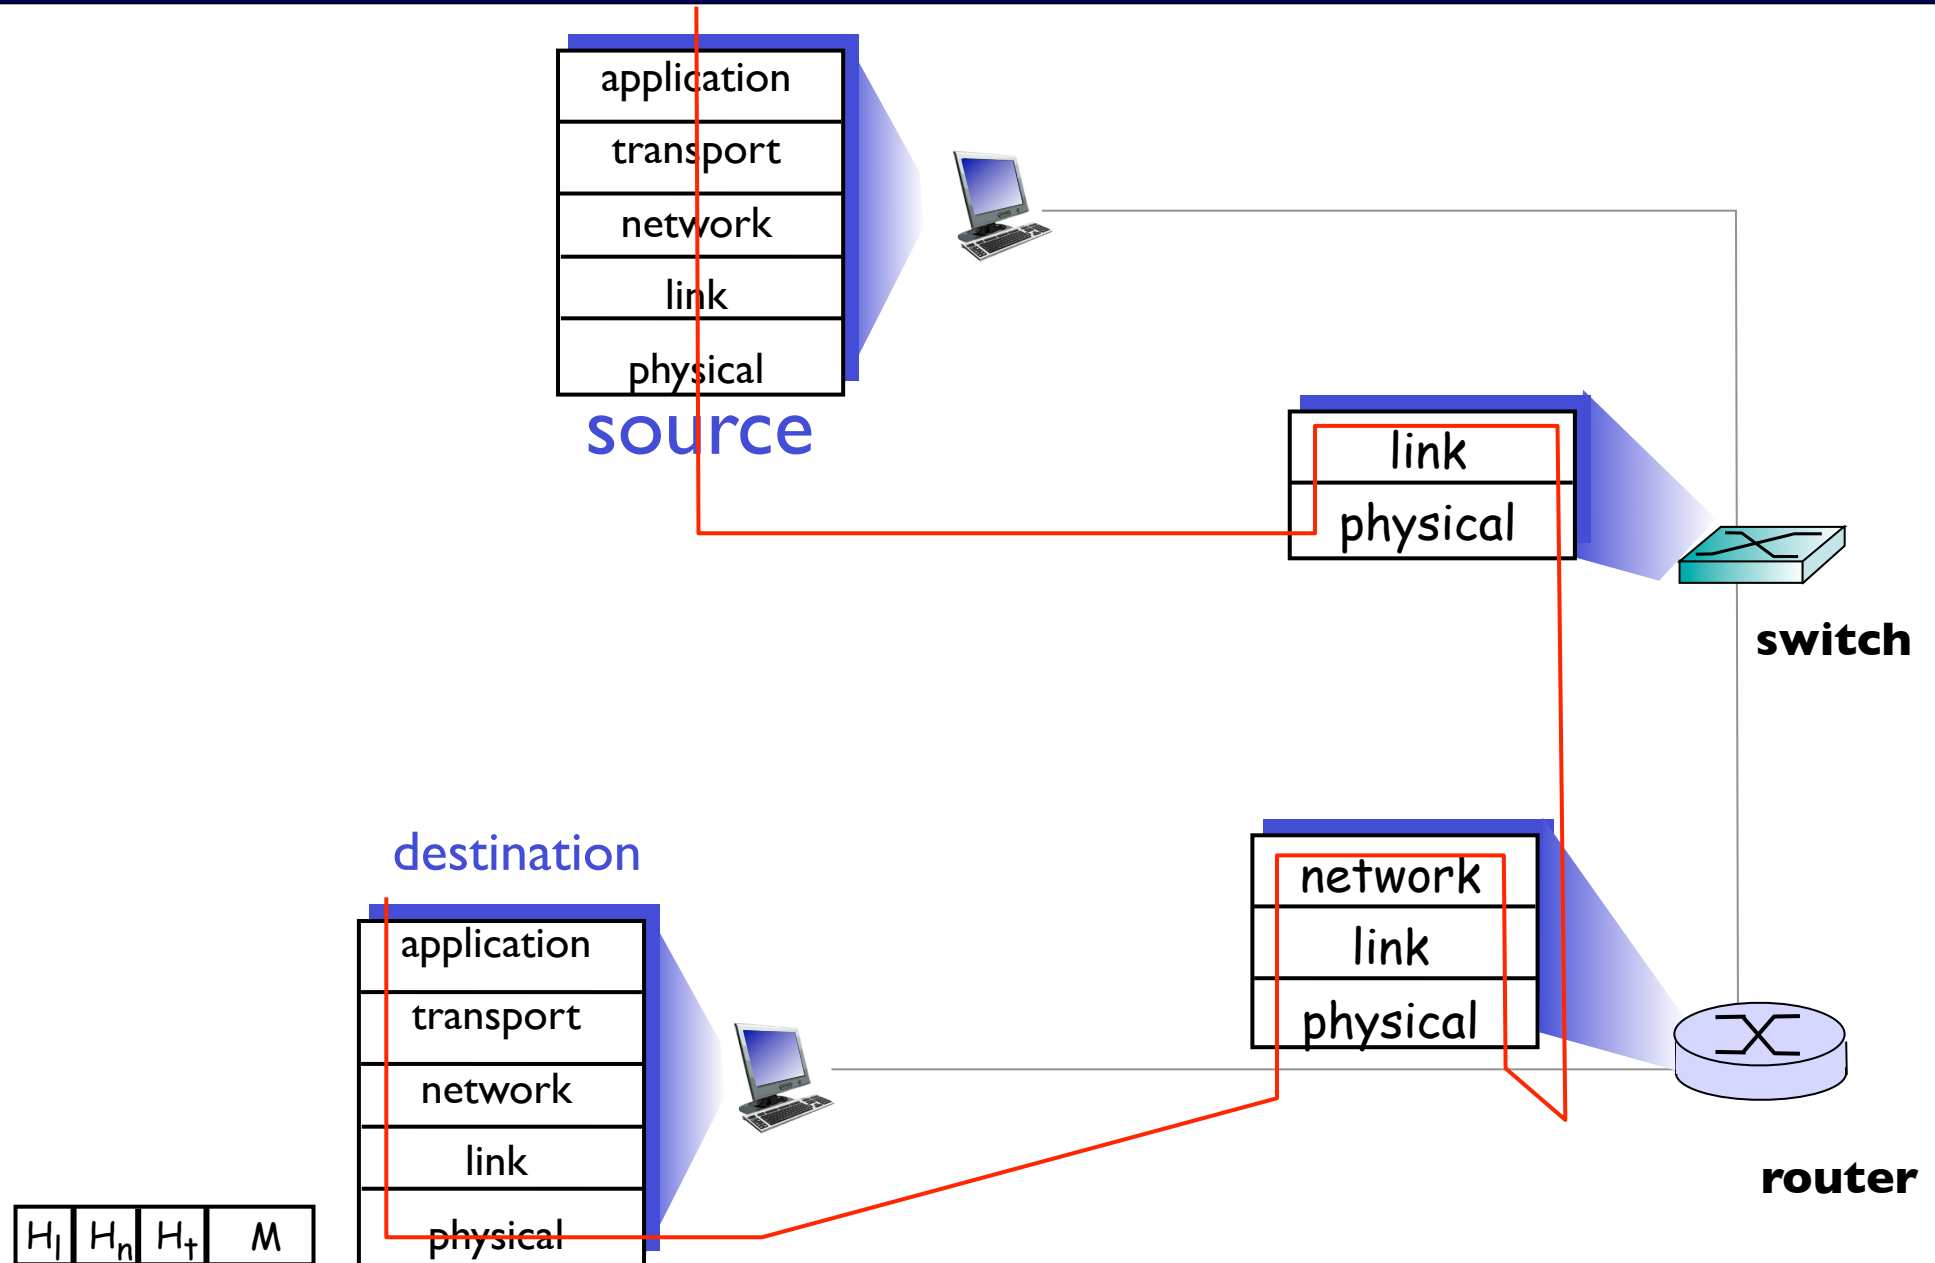 application
transport
network
link
physical
source
link
physical
switch
destination
network
link
physical
router
application
transport
network
link
physical
Hl Hn Ht M